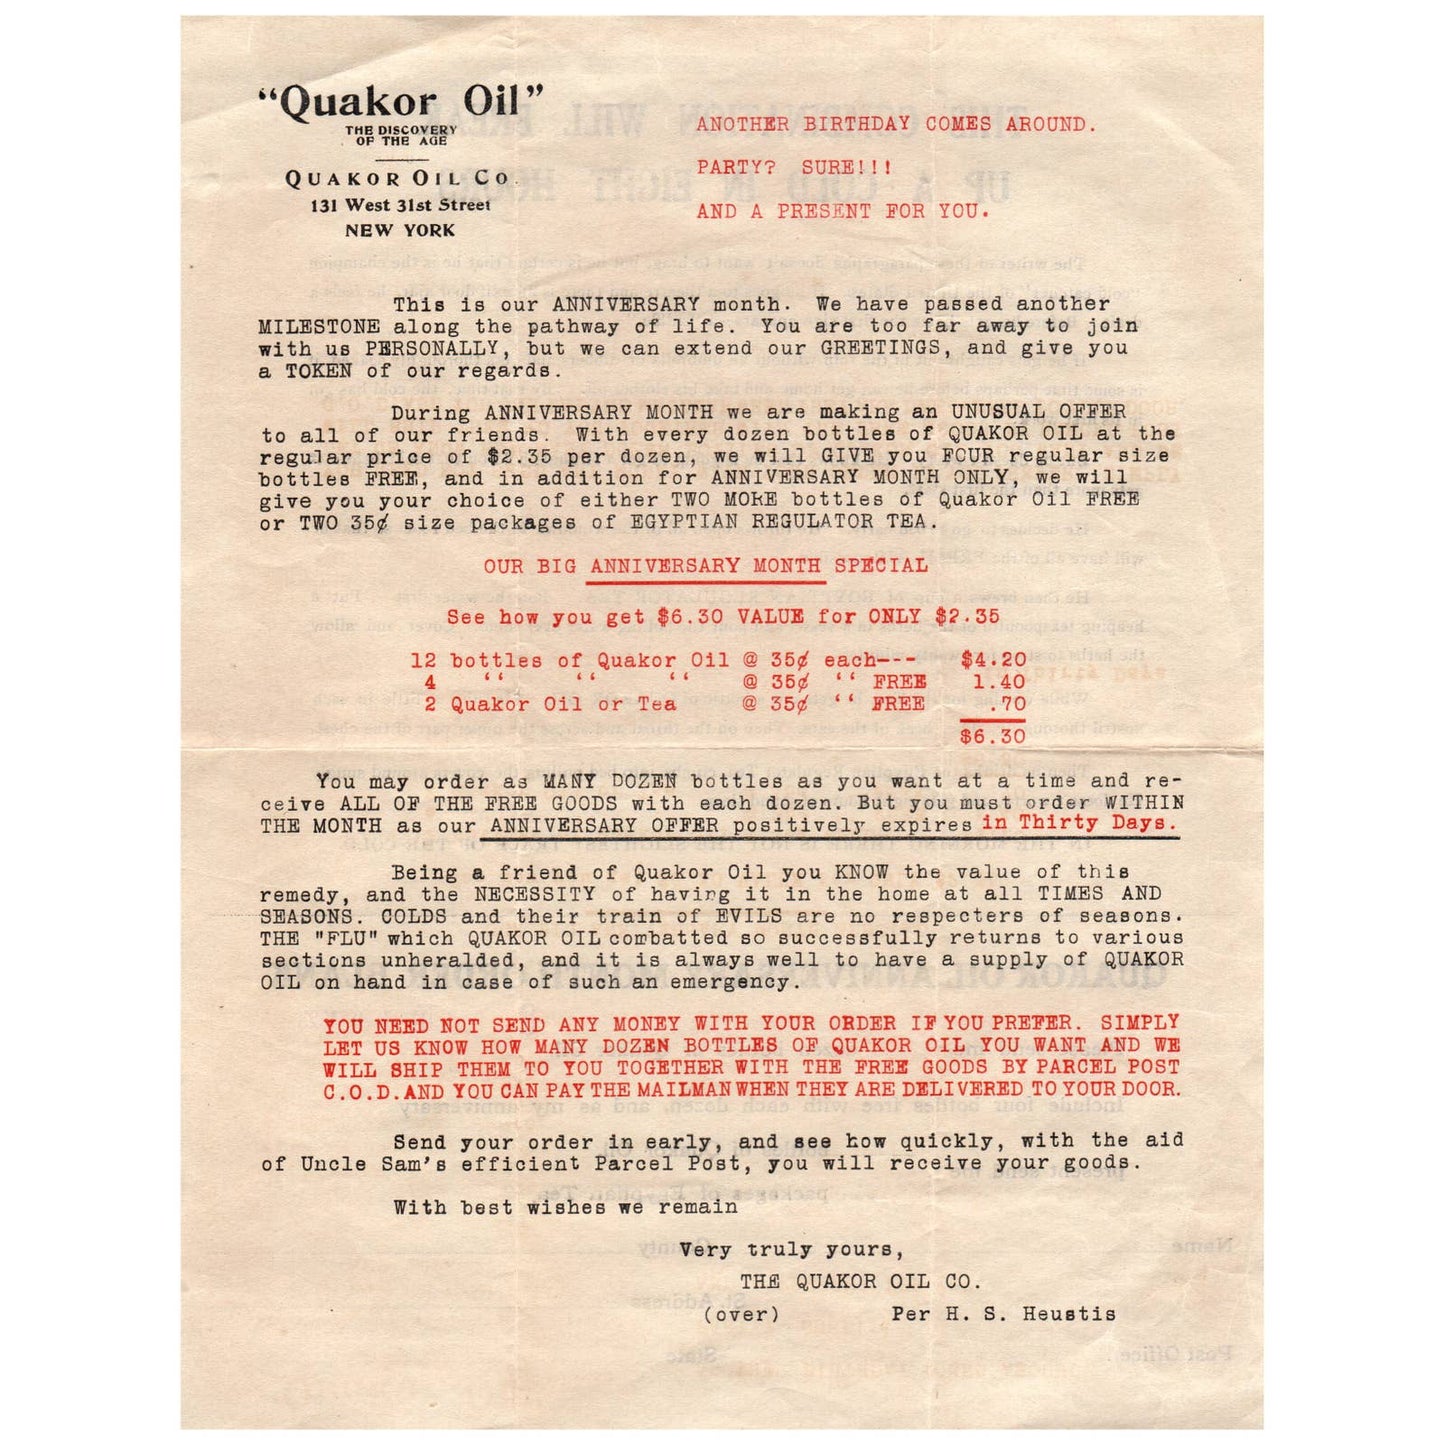 "Quakor Oil"
THE DISCOVERY
OF THE AGE
QUAKOR OIL CO.
131 West 31st Street
NEW YORK
ANOTHER BIRTHDAY COMES AROUND.
PARTY? SURE!!!
AND A PRESENT FOR YOU.
This is our ANNIVERSARY month. We have passed another
MILESTONE along the pathway of life. You are too far away to join
with us PERSONALLY, but we can extend our GREETINGS, and give you
a TOKEN of our regards.
During ANNIVERSARY MONTH we are making an UNUSUAL OFFER
to all of our friends. With every dozen bottles of QUAKOR OIL at the
regular price of $2.35 per dozen, we will GIVE you FOUR regular size
bottles FREE, and in addition for ANNIVERSARY MONTH ONLY, we will
give you your choice of either TWO MORE bottles of Quakor Oil FREE
or TWO 35¢ size packages of EGYPTIAN REGULATOR TEA.
OUR BIG ANNIVERSARY MONTH SPECIAL
See how you get $6.30 VALUE for ONLY $2.35
12 bottles of Quakor Oil @ 35¢ each--- $4.20
4 “ “ “ @ 35¢ “ FREE 1.40
2 Quakor Oil or Tea @ 35¢ “ FREE .70
$6.30
You may order as MANY DOZEN bottles as you want at a time and re-
ceive ALL OF THE FREE GOODS with each dozen. But you must order WITHIN
THE MONTH as our ANNIVERSARY OFFER positively expires in Thirty Days.
Being a friend of Quakor Oil you KNOW the value of this
remedy, and the NECESSITY of having it in the home at all TIMES AND
SEASONS. COLDS and their train of EVILS are no respecters of seasons.
THE "FLU" which QUAKOR OIL combatted so successfully returns to various
sections unheralded, and it is always well to have a supply of QUAKOR
OIL on hand in case of such an emergency.
YOU NEED NOT SEND ANY MONEY WITH YOUR ORDER IF YOU PREFER. SIMPLY
LET US KNOW HOW MANY DOZEN BOTTLES OF QUAKOR OIL YOU WANT AND WE
WILL SHIP THEM TO YOU TOGETHER WITH THE FREE GOODS BY PARCEL POST
C.O.D. AND YOU CAN PAY THE MAILMAN WHEN THEY ARE DELIVERED TO YOUR DOOR.
Send your order in early, and see how quickly, with the aid
of Uncle Sam's efficient Parcel Post, you will receive your goods.
With best wishes we remain
Very truly yours,
THE QUAKOR OIL CO.
(over) Per H. S. Heustis